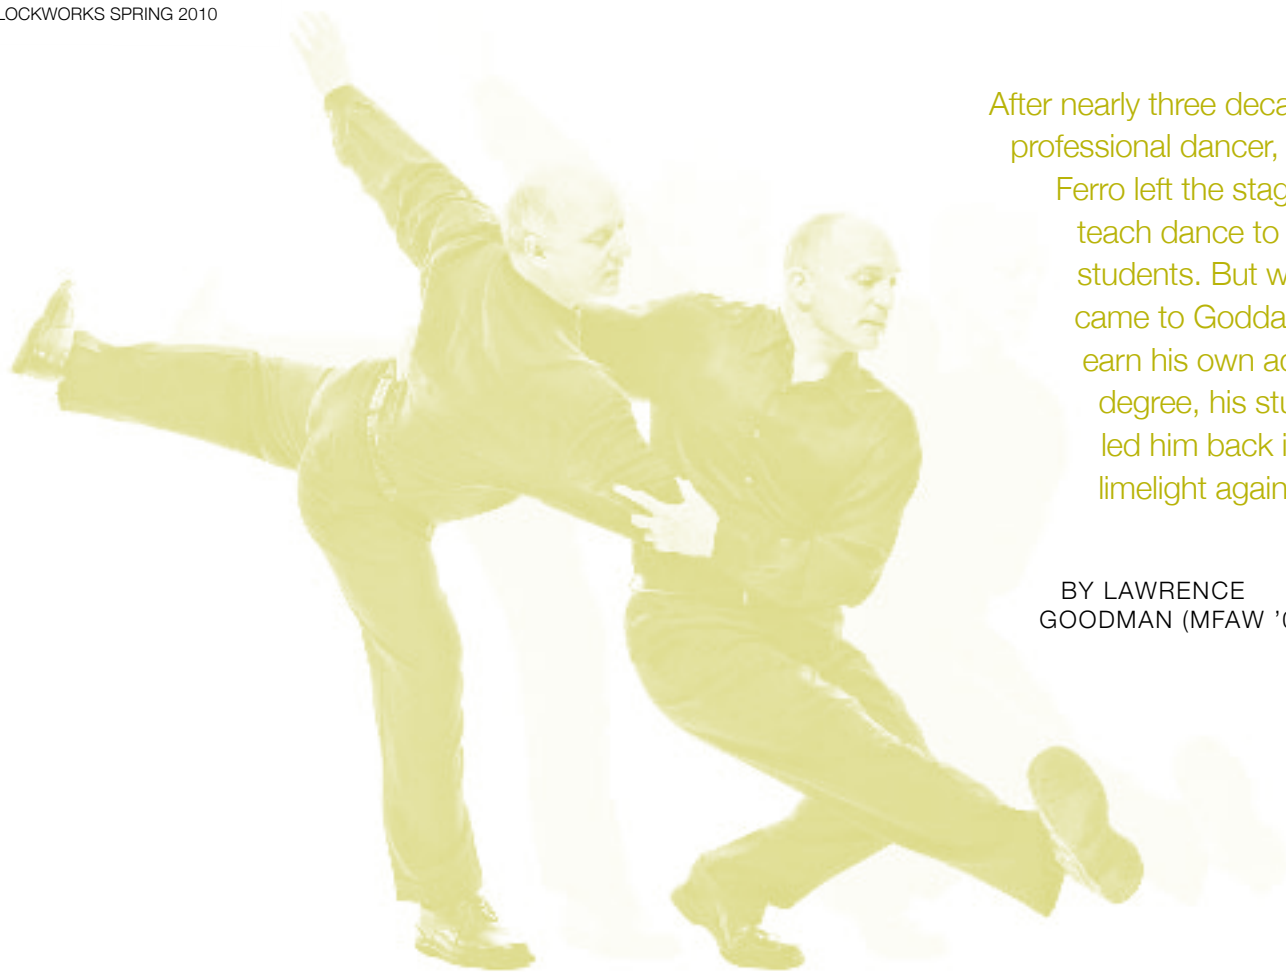 LOCKWORKS SPRING 2010
After nearly three deca
professional dancer,
Ferro left the stag
teach dance to
students. But w
came to Godda
earn his own ac
degree, his stu
led him back i
limelight again
BY LAWRENCE
GOODMAN (MFAW ’0